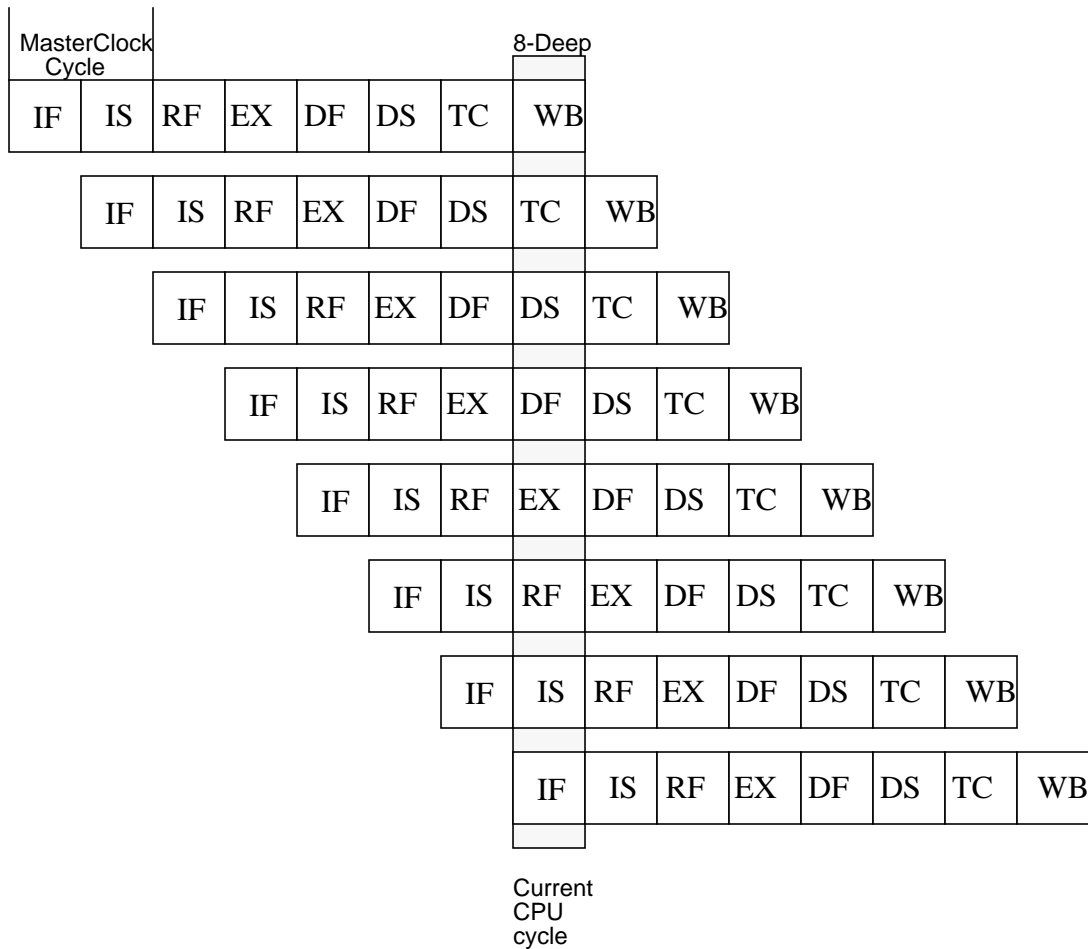 MasterClock
Cycle
8-Deep
IF IS RF EX DF DS TC WB
IF IS RF EX DF DS TC WB
IF IS RF EX DF DS TC WB
IF IS RF EX DF DS TC WB
IF IS RF EX DF DS TC WB
IF IS RF EX DF DS TC WB
IF IS RF EX DF DS TC WB
IF IS RF EX DF DS TC WB
Current
CPU
cycle